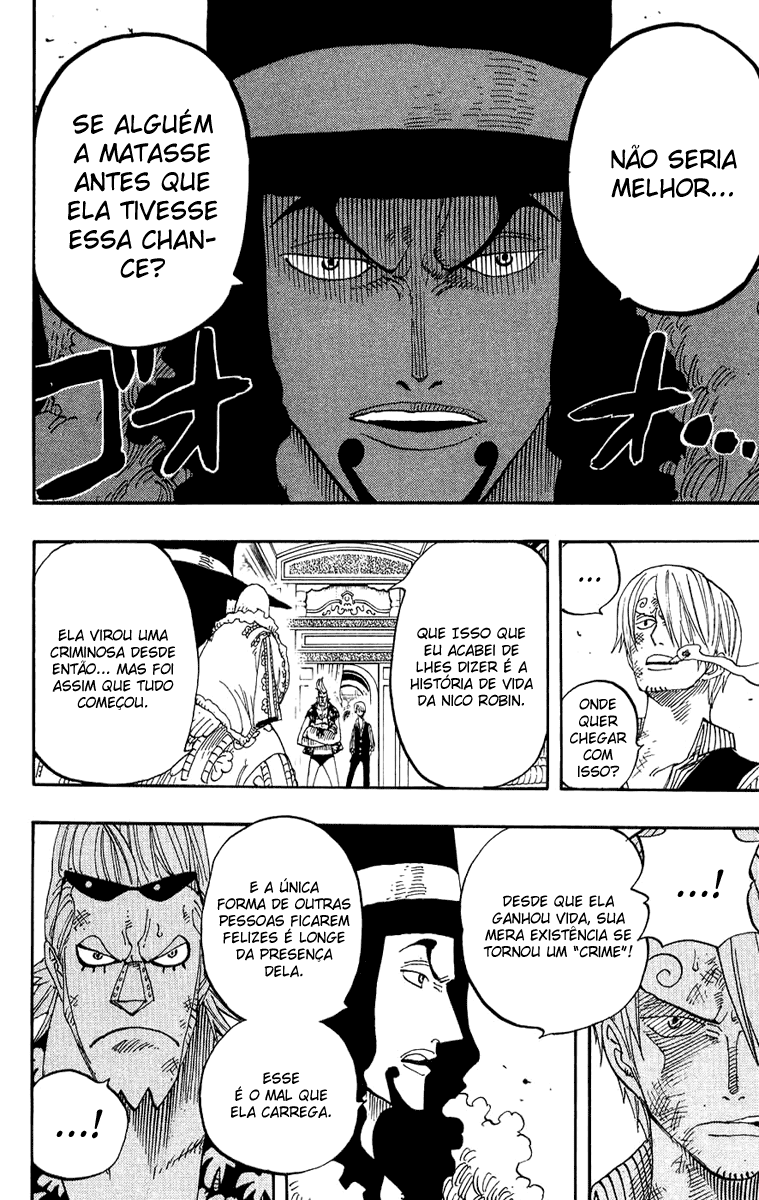 NÃO SERIA
MELHOR...
SE ALGUÉM
A MATASSE
ANTES QUE
ELA TIVESSE
ESSA CHAN-
CE?
ゴオオ...
...
ONDE
QUER
CHEGAR
COM
ISSO?
QUE ISSO QUE
EU ACABEI DE
LHES DIZER É A
HISTÓRIA DE VIDA
DA NICO ROBIN.
ELA VIROU UMA
CRIMINOSA DESDE
ENTÃO... MAS FOI
ASSIM QUE TUDO
COMEÇOU.
...!
DESDE QUE ELA
GANHOU VIDA, SUA
MERA EXISTÊNCIA SE
TORNOU UM "CRIME"!
E A ÚNICA
FORMA DE OUTRAS
PESSOAS FICAREM
FELIZES É LONGE
DA PRESENÇA
DELA.
ESSE
É O MAL QUE
ELA CARREGA.
...!